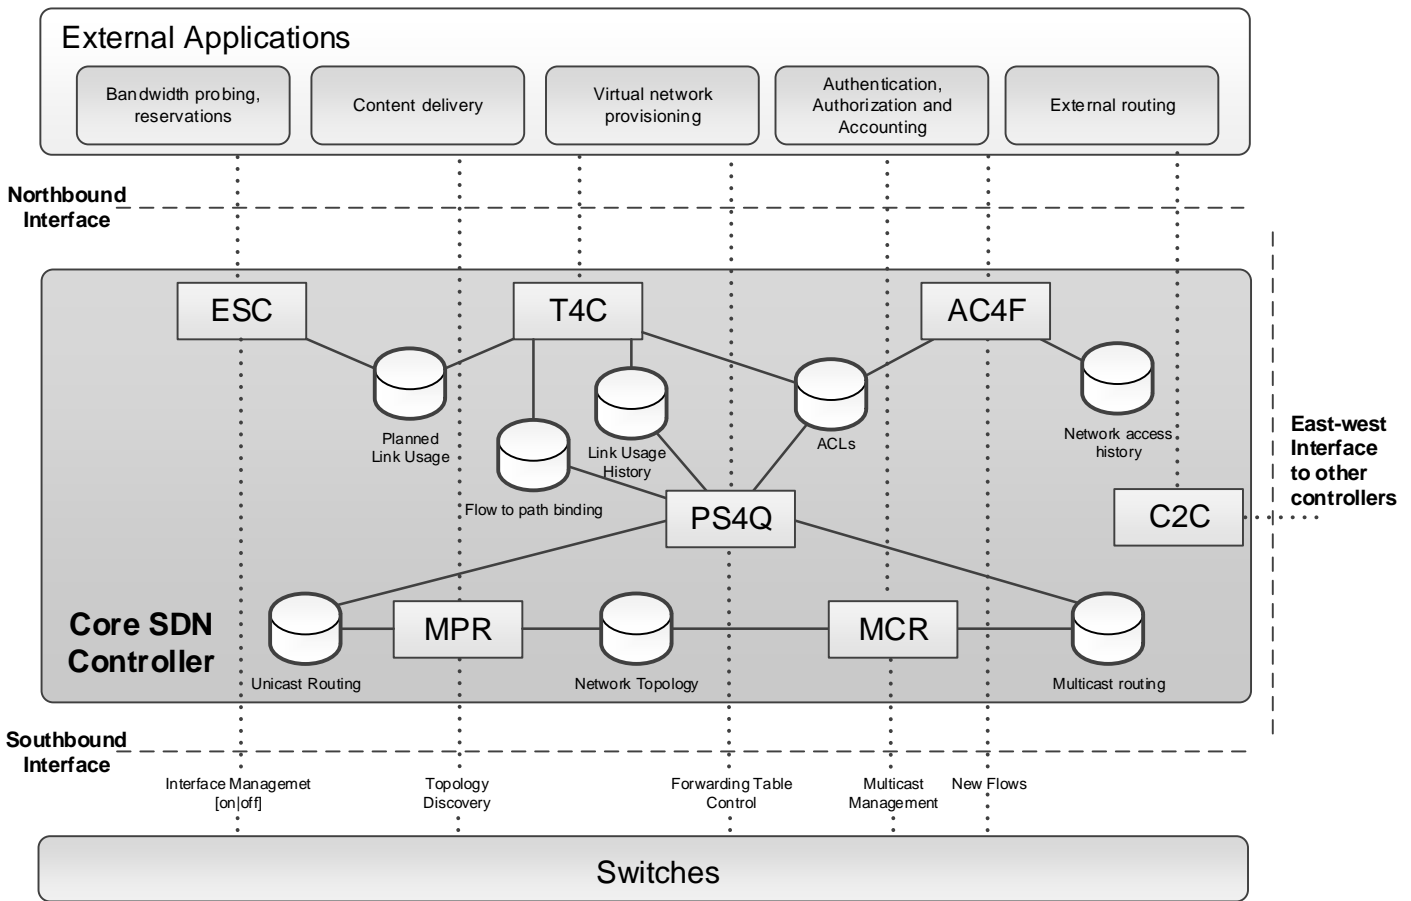 External Applications
Bandwidth probing,
reservations
Content delivery
Virtual network
provisioning
Authentication,
Authorization and
Accounting
External routing
Northbound
Interface
ESC
T4C
AC4F
Planned
Link Usage
Link Usage
History
ACLs
Network access
history
Flow to path binding
PS4Q
C2C
East-west
Interface
to other
controllers
Core SDN
Controller
MPR
MCR
Unicast Routing
Network Topology
Multicast routing
Southbound
Interface
Interface Managemet
[on|off]
Topology
Discovery
Forwarding Table
Control
Multicast
Management
New Flows
Switches